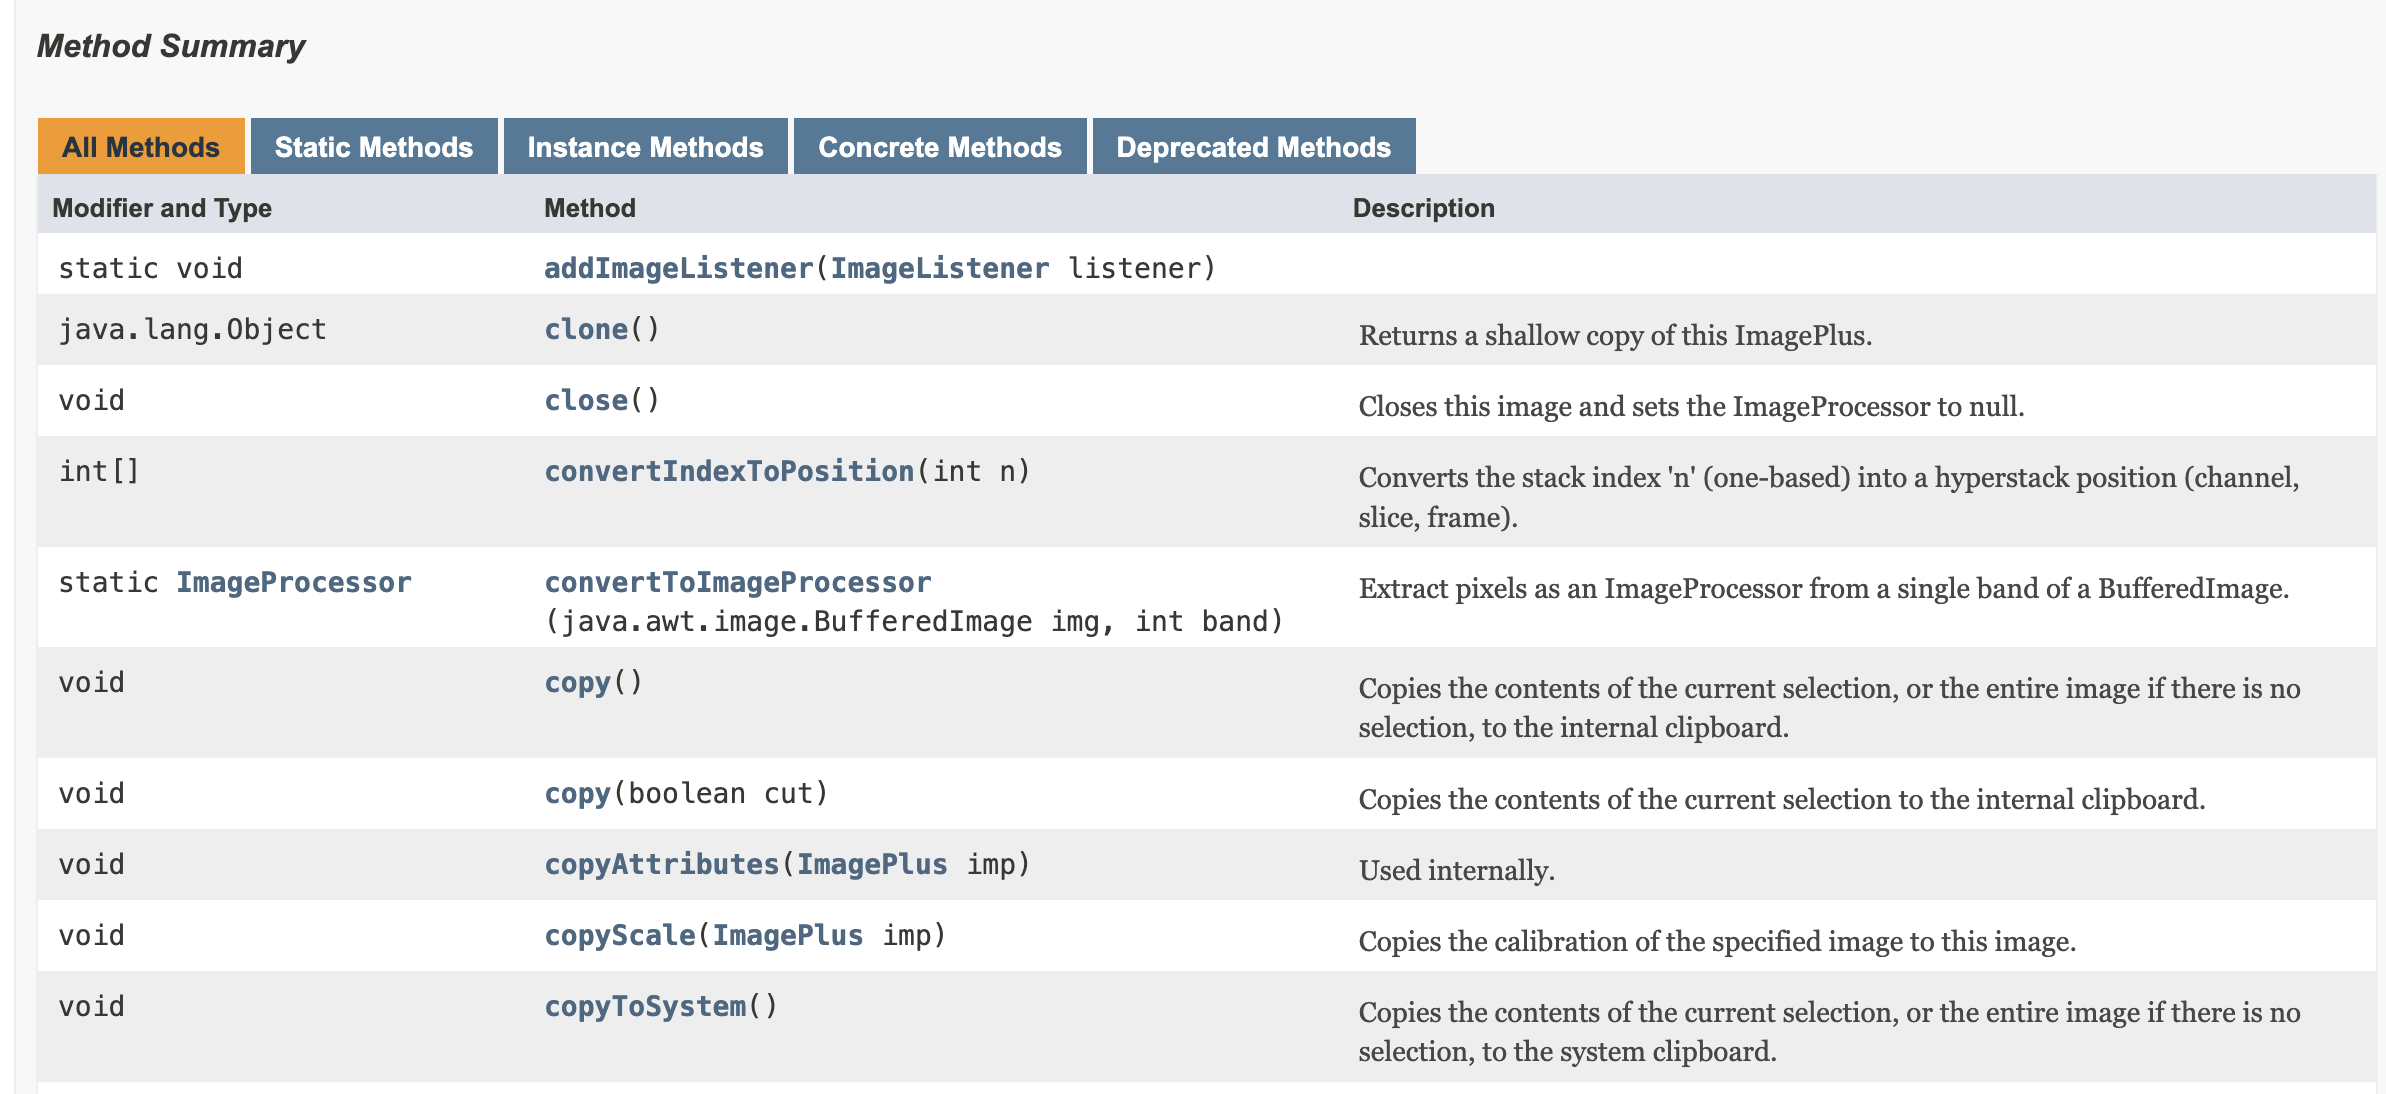 Method Summary
All Methods Static Methods Instance Methods Concrete Methods Deprecated Methods
Modifier and Type Method Description
static void addImageListener(ImageListener listener)
java.lang.Object clone() Returns a shallow copy of this ImagePlus.
void close() Closes this image and sets the ImageProcessor to null.
int[] convertIndexToPosition(int n) Converts the stack index 'n' (one-based) into a hyperstack position (channel,
slice, frame).
static ImageProcessor convertToImageProcessor Extract pixels as an ImageProcessor from a single band of a BufferedImage.
(java.awt.image.BufferedImage img, int band)
void copy() Copies the contents of the current selection, or the entire image if there is no
selection, to the internal clipboard.
void copy(boolean cut) Copies the contents of the current selection to the internal clipboard.
void copyAttributes(ImagePlus imp) Used internally.
void copyScale(ImagePlus imp) Copies the calibration of the specified image to this image.
void copyToSystem() Copies the contents of the current selection, or the entire image if there is no
selection, to the system clipboard.